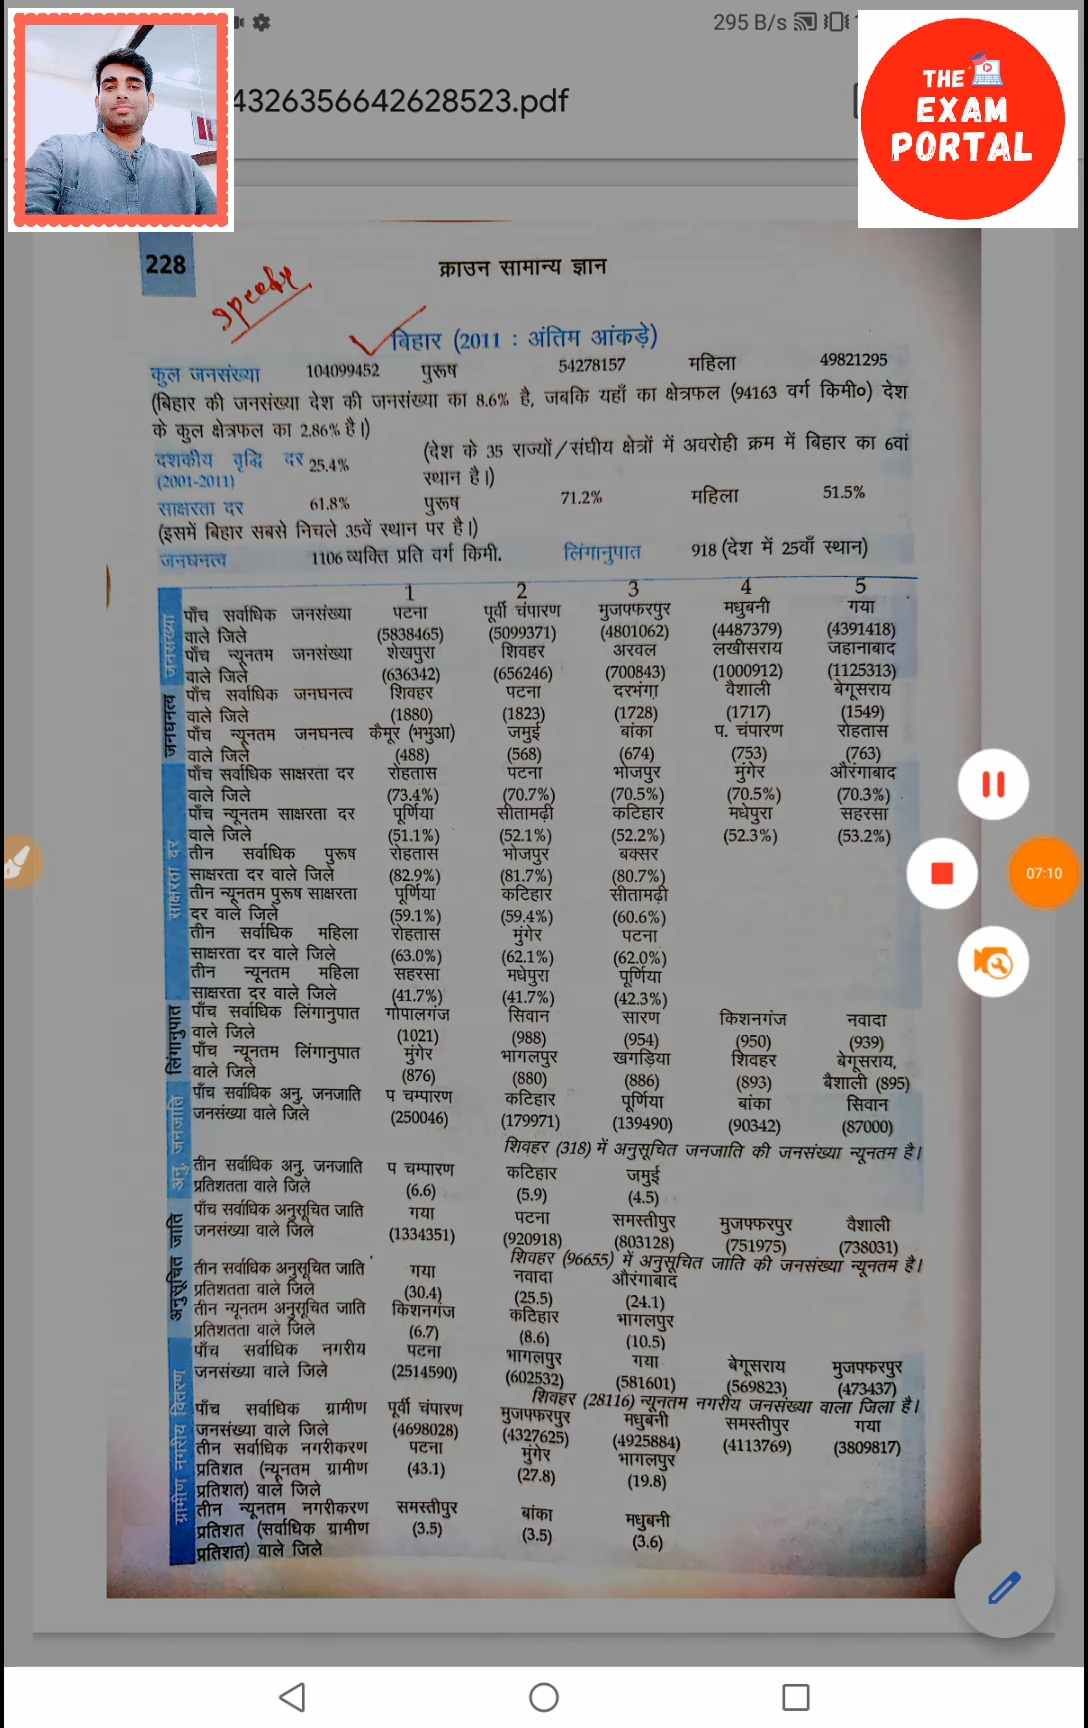 295 B/s
4326356642628523.pdf
THE
EXAM
PORTAL
228
क्राउन सामान्य ज्ञान
बिहार (2011 : अंतिम आंकड़े)
कुल जनसंख्या 104099452 पुरूष 54278157 महिला 49821295
(बिहार की जनसंख्या देश की जनसंख्या का 8.6% है, जबकि यहाँ का क्षेत्रफल (94163 वर्ग किमी०) देश
के कुल क्षेत्रफल का 2.86% है।)
दशकीय वृद्धि दर 25.4% (देश के 35 राज्यों/संघीय क्षेत्रों में अवरोही क्रम में बिहार का 6वां
(2001-2011) स्थान है।)
साक्षरता दर 61.8% पुरूष 71.2% महिला 51.5%
(इसमें बिहार सबसे निचले 35वें स्थान पर है।)
जनघनत्व 1106 व्यक्ति प्रति वर्ग किमी. लिंगानुपात 918 (देश में 25वाँ स्थान)
1 2 3 4 5
जनसंख्या
पाँच सर्वाधिक जनसंख्या पटना पूर्वी चंपारण मुजफ्फरपुर मधुबनी गया
वाले जिले (5838465) (5099371) (4801062) (4487379) (4391418)
पाँच न्यूनतम जनसंख्या शेखपुरा शिवहर अरवल लखीसराय जहानाबाद
वाले जिले (636342) (656246) (700843) (1000912) (1125313)
जनघनत्व
पाँच सर्वाधिक जनघनत्व शिवहर पटना दरभंगा वैशाली बेगूसराय
वाले जिले (1880) (1823) (1728) (1717) (1549)
पाँच न्यूनतम जनघनत्व कैमूर (भभुआ) जमुई बांका प. चंपारण रोहतास
वाले जिले (488) (568) (674) (753) (763)
साक्षरता दर
पाँच सर्वाधिक साक्षरता दर रोहतास पटना भोजपुर मुंगेर औरंगाबाद
वाले जिले (73.4%) (70.7%) (70.5%) (70.5%) (70.3%)
पाँच न्यूनतम साक्षरता दर पूर्णिया सीतामढ़ी कटिहार मधेपुरा सहरसा
वाले जिले (51.1%) (52.1%) (52.2%) (52.3%) (53.2%)
तीन सर्वाधिक पुरूष रोहतास भोजपुर बक्सर
साक्षरता दर वाले जिले (82.9%) (81.7%) (80.7%)
तीन न्यूनतम पुरूष साक्षरता पूर्णिया कटिहार सीतामढ़ी
दर वाले जिले (59.1%) (59.4%) (60.6%)
तीन सर्वाधिक महिला रोहतास मुंगेर पटना
साक्षरता दर वाले जिले (63.0%) (62.1%) (62.0%)
तीन न्यूनतम महिला सहरसा मधेपुरा पूर्णिया
साक्षरता दर वाले जिले (41.7%) (41.7%) (42.3%)
लिंगानुपात
पाँच सर्वाधिक लिंगानुपात गोपालगंज सिवान सारण किशनगंज नवादा
वाले जिले (1021) (988) (954) (950) (939)
पाँच न्यूनतम लिंगानुपात मुंगेर भागलपुर खगड़िया शिवहर बेगूसराय,
वाले जिले (876) (880) (886) (893) बैशाली (895)
अनु. जनजाति
पाँच सर्वाधिक अनु. जनजाति प चम्पारण कटिहार पूर्णिया बांका सिवान
जनसंख्या वाले जिले (250046) (179971) (139490) (90342) (87000)
शिवहर (318) में अनुसूचित जनजाति की जनसंख्या न्यूनतम है।
तीन सर्वाधिक अनु. जनजाति प चम्पारण कटिहार जमुई
प्रतिशतता वाले जिले (6.6) (5.9) (4.5)
अनुसूचित जाति
पाँच सर्वाधिक अनुसूचित जाति गया पटना समस्तीपुर मुजफ्फरपुर वैशाली
जनसंख्या वाले जिले (1334351) (920918) (803128) (751975) (738031)
शिवहर (96655) में अनुसूचित जाति की जनसंख्या न्यूनतम है।
तीन सर्वाधिक अनुसूचित जाति गया नवादा औरंगाबाद
प्रतिशतता वाले जिले (30.4) (25.5) (24.1)
तीन न्यूनतम अनुसूचित जाति किशनगंज कटिहार भागलपुर
प्रतिशतता वाले जिले (6.7) (8.6) (10.5)
ग्रामीण नगरीय वितरण
पाँच सर्वाधिक नगरीय पटना भागलपुर गया बेगूसराय मुजफ्फरपुर
जनसंख्या वाले जिले (2514590) (602532) (581601) (569823) (473437)
शिवहर (28116) न्यूनतम नगरीय जनसंख्या वाला जिला है।
पाँच सर्वाधिक ग्रामीण पूर्वी चंपारण मुजफ्फरपुर मधुबनी समस्तीपुर गया
जनसंख्या वाले जिले (4698028) (4327625) (4925884) (4113769) (3809817)
तीन सर्वाधिक नगरीकरण पटना मुंगेर भागलपुर
प्रतिशत (न्यूनतम ग्रामीण (43.1) (27.8) (19.8)
प्रतिशत) वाले जिले
तीन न्यूनतम नगरीकरण समस्तीपुर बांका मधुबनी
प्रतिशत (सर्वाधिक ग्रामीण (3.5) (3.5) (3.6)
प्रतिशत) वाले जिले
07:10